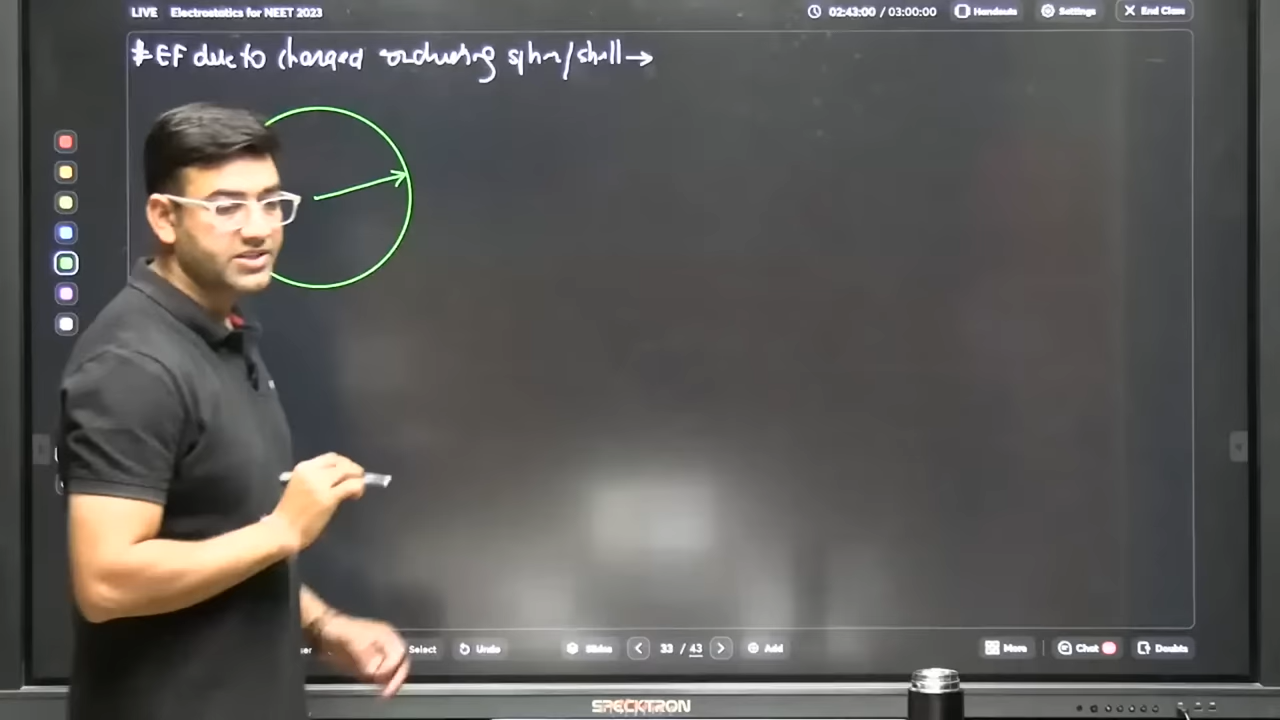 LIVE Electrostatics for NEET 2023
02:43:00 / 03:00:00 Handouts Settings End Class
*EF due to charged conducting sphere/shell→
Select Undo Slides 33 / 43 Add More Chat Doubts
SPECKTRON